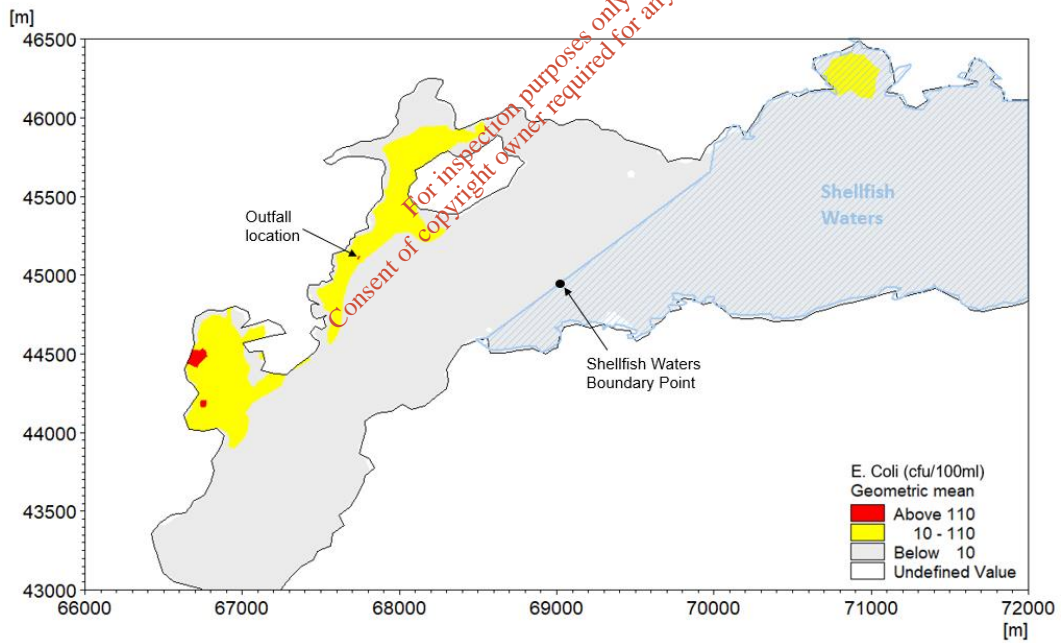 [m]
46500
46000
45500
45000
44500
44000
43500
43000
66000 67000 68000 69000 70000 71000 72000
[m]
For inspection purposes only
Consent of copyright owner required for any
Outfall
location
Shellfish
Waters
Shellfish Waters
Boundary Point
E. Coli (cfu/100ml)
Geometric mean
Above 110
10 - 110
Below 10
Undefined Value